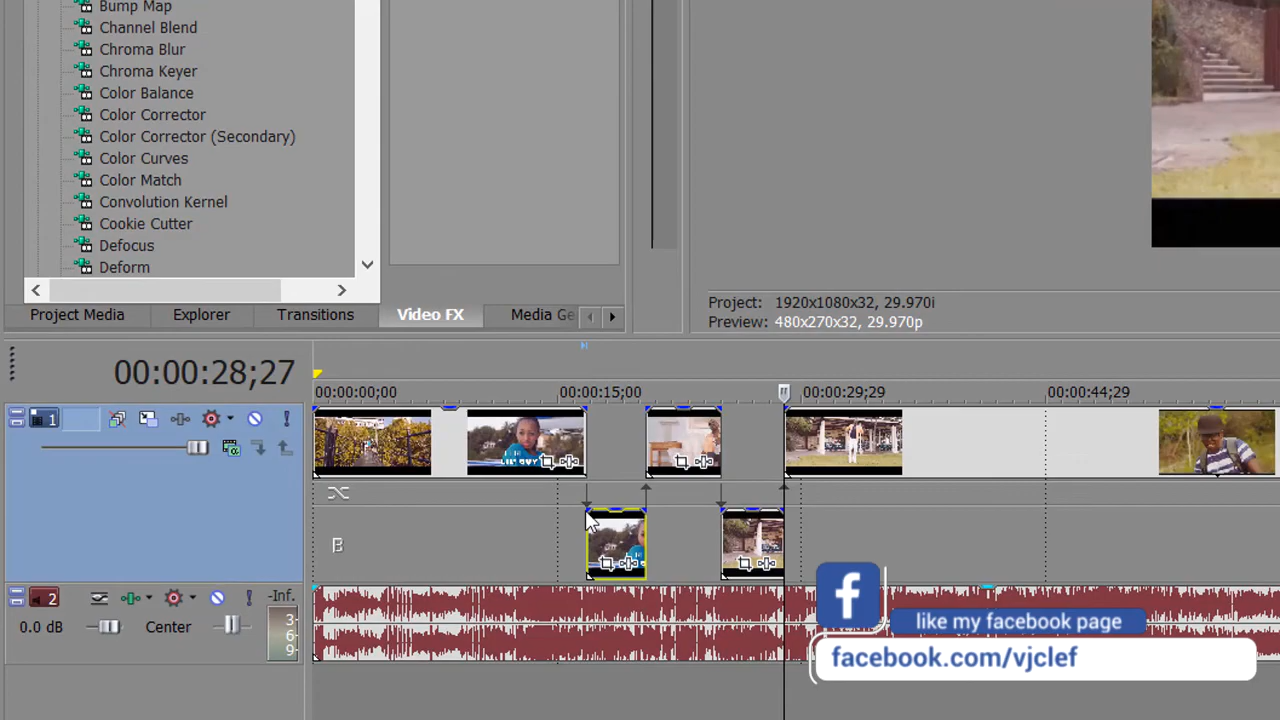 Bump Map
Channel Blend
Chroma Blur
Chroma Keyer
Color Balance
Color Corrector
Color Corrector (Secondary)
Color Curves
Color Match
Convolution Kernel
Cookie Cutter
Defocus
Deform
Project Media Explorer Transitions Video FX Media Ge
Project: 1920x1080x32, 29.970i
Preview: 480x270x32, 29.970p
00:00:28;27
00:00:00;00 00:00:15;00 00:00:29;29 00:00:44;29
1
B
2
-Inf.
0.0 dB Center
3
6
9
like my facebook page
facebook.com/vjclef